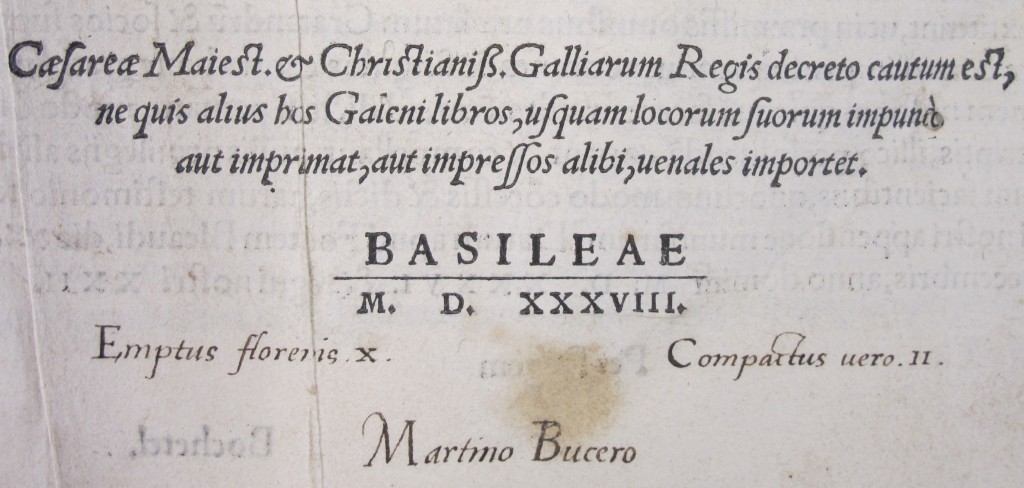 Cæsareæ Maiest. & Christianiß. Galliarum Regis decreto cautum est,
ne quis alius hos Galeni libros, usquam locorum suorum impunè
aut imprimat, aut impressos alibi, uenales importet.
BASILEAE
M. D. XXXVIII.
Emptus florenis. x. Compactus uero. II.
Martino Bucero
Bochetel.